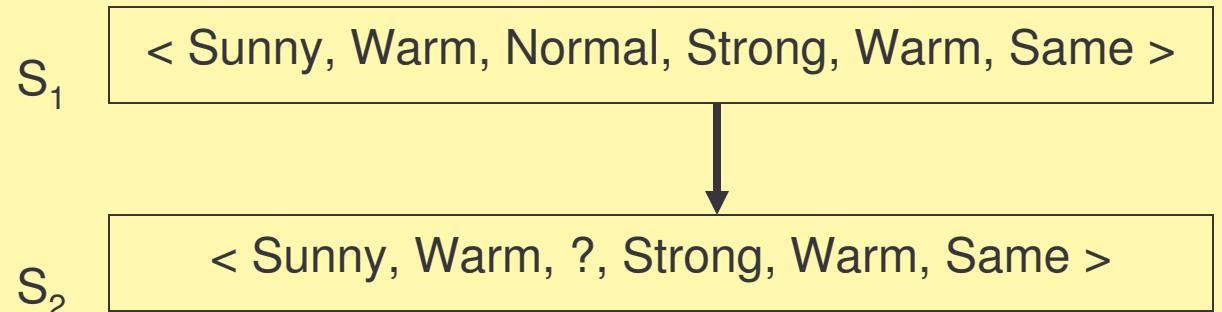 S₁ < Sunny, Warm, Normal, Strong, Warm, Same >
S₂ < Sunny, Warm, ?, Strong, Warm, Same >